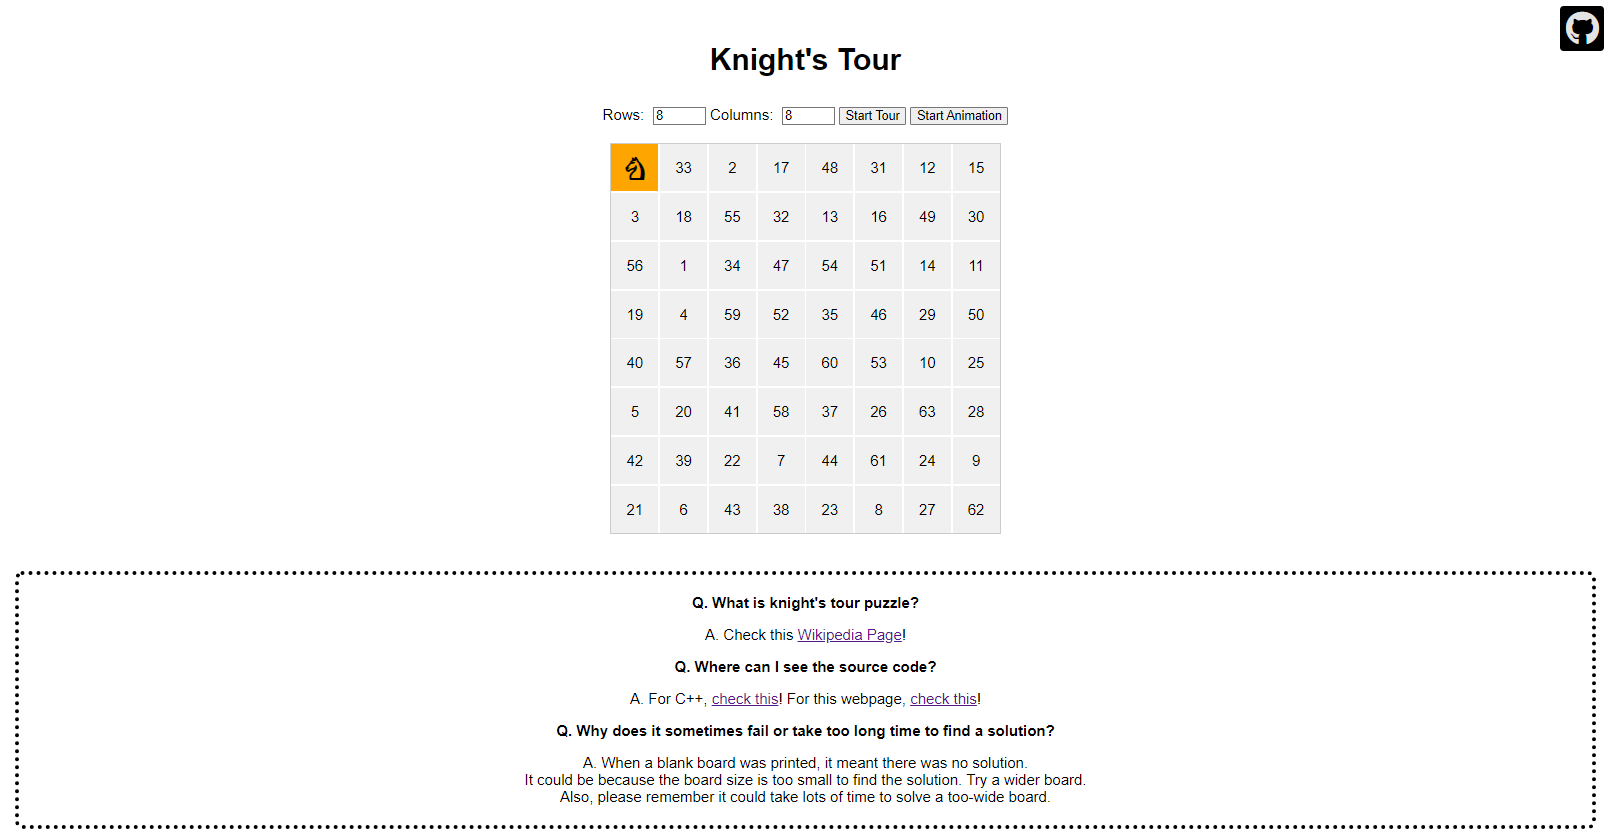 Knight's Tour
Rows: 8 Columns: 8 Start Tour Start Animation
33 2 17 48 31 12 15
3 18 55 32 13 16 49 30
56 1 34 47 54 51 14 11
19 4 59 52 35 46 29 50
40 57 36 45 60 53 10 25
5 20 41 58 37 26 63 28
42 39 22 7 44 61 24 9
21 6 43 38 23 8 27 62
Q. What is knight's tour puzzle?
A. Check this Wikipedia Page!
Q. Where can I see the source code?
A. For C++, check this! For this webpage, check this!
Q. Why does it sometimes fail or take too long time to find a solution?
A. When a blank board was printed, it meant there was no solution.
It could be because the board size is too small to find the solution. Try a wider board.
Also, please remember it could take lots of time to solve a too-wide board.